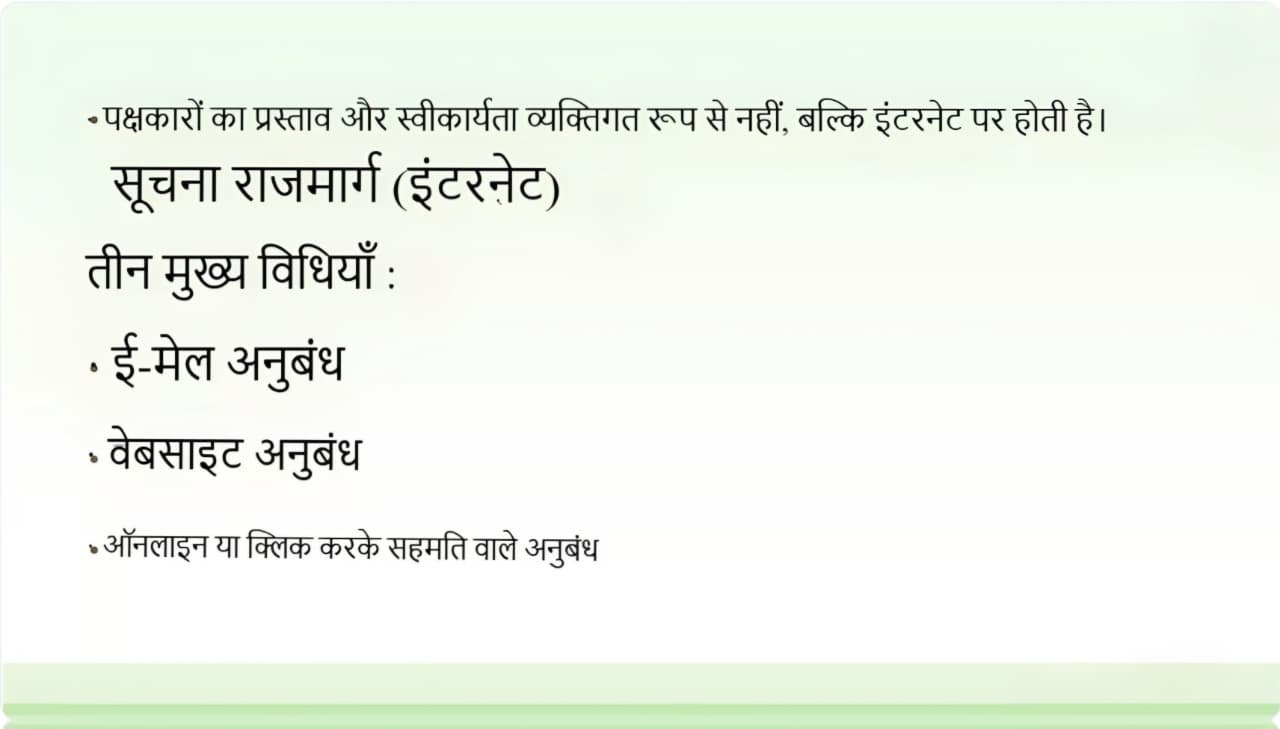 •पक्षकारों का प्रस्ताव और स्वीकार्यता व्यक्तिगत रूप से नहीं, बल्कि इंटरनेट पर होती है।
सूचना राजमार्ग (इंटरनेट)
तीन मुख्य विधियाँ :
• ई-मेल अनुबंध
• वेबसाइट अनुबंध
•ऑनलाइन या क्लिक करके सहमति वाले अनुबंध